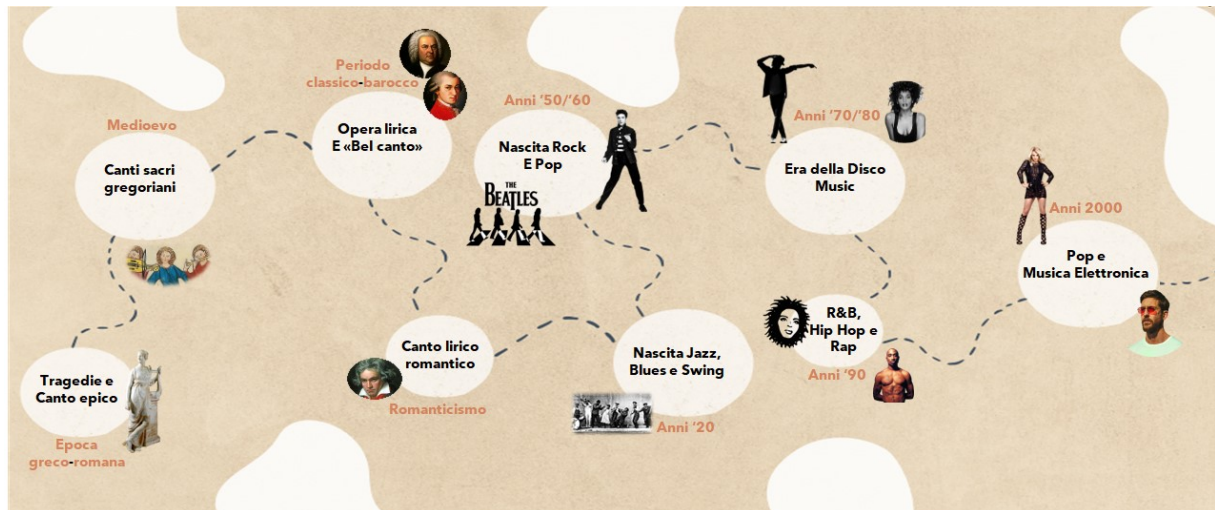 Epoca
greco-romana
Tragedie e
Canto epico
Medioevo
Canti sacri
gregoriani
Periodo
classico-barocco
Opera lirica
E «Bel canto»
Canto lirico
romantico
Romanticismo
Nascita Jazz,
Blues e Swing
Anni ‘20
Anni ‘50/’60
Nascita Rock
E Pop
THE
BEATLES
Anni ‘70/’80
Era della Disco
Music
R&B,
Hip Hop e
Rap
Anni ‘90
Anni 2000
Pop e
Musica Elettronica